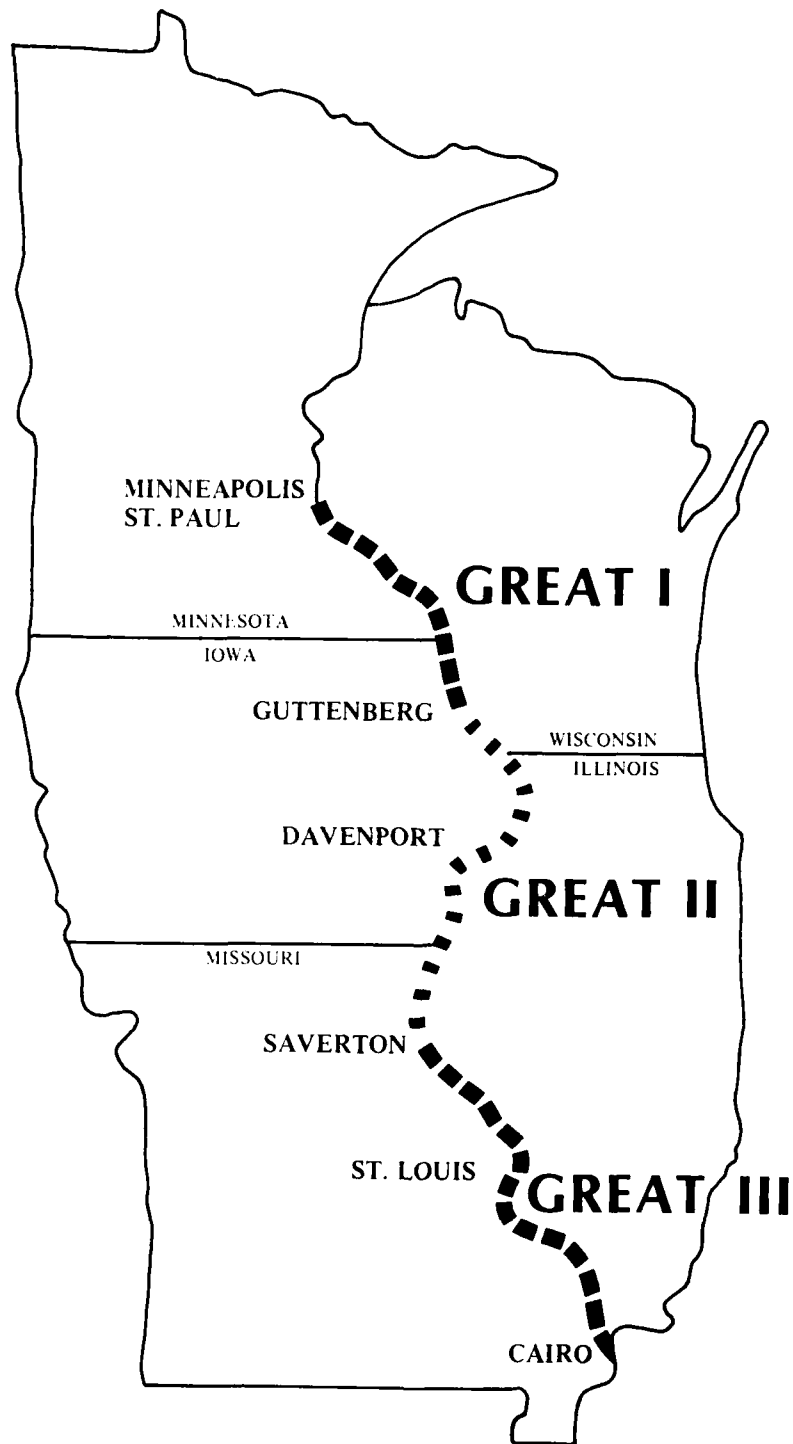 MINNEAPOLIS
ST. PAUL
GREAT I
MINNESOTA
IOWA
GUTTENBERG
WISCONSIN
ILLINOIS
DAVENPORT
GREAT II
MISSOURI
SAVERTON
ST. LOUIS
GREAT III
CAIRO